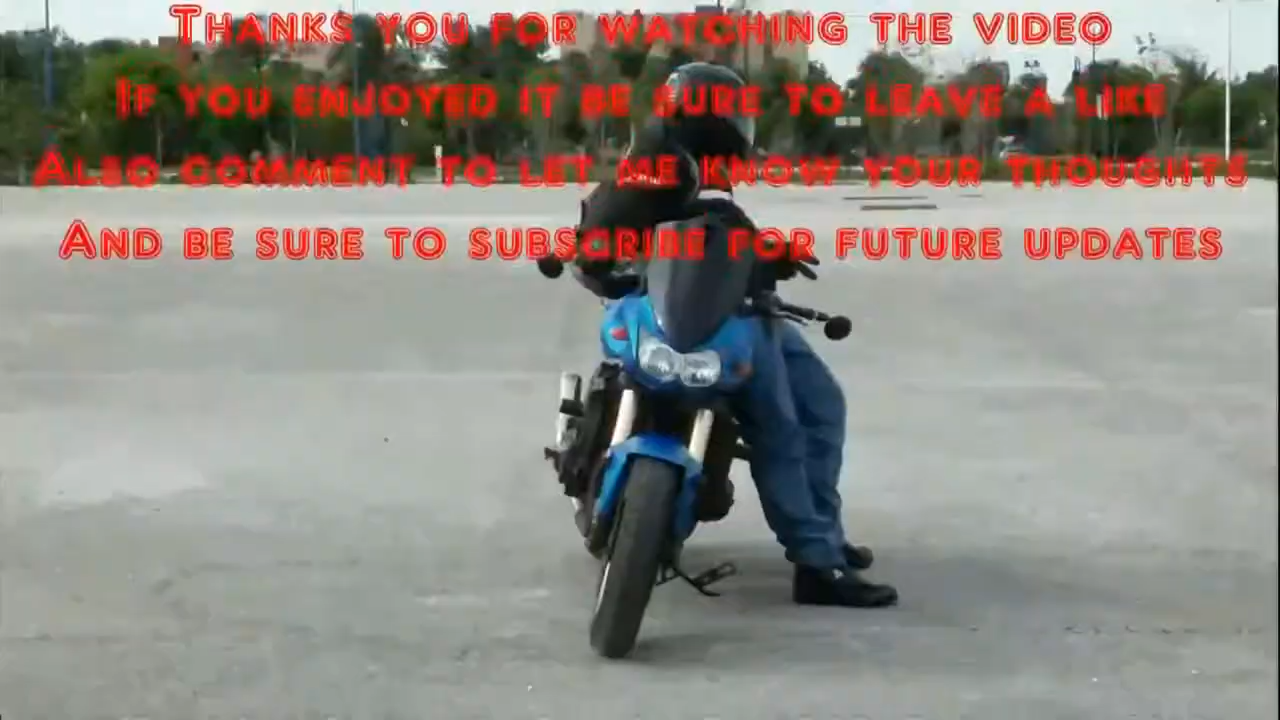 Thanks you for watching the video
If you enjoyed it be sure to leave a like
Also comment to let me know your thoughts
And be sure to subscribe for future updates